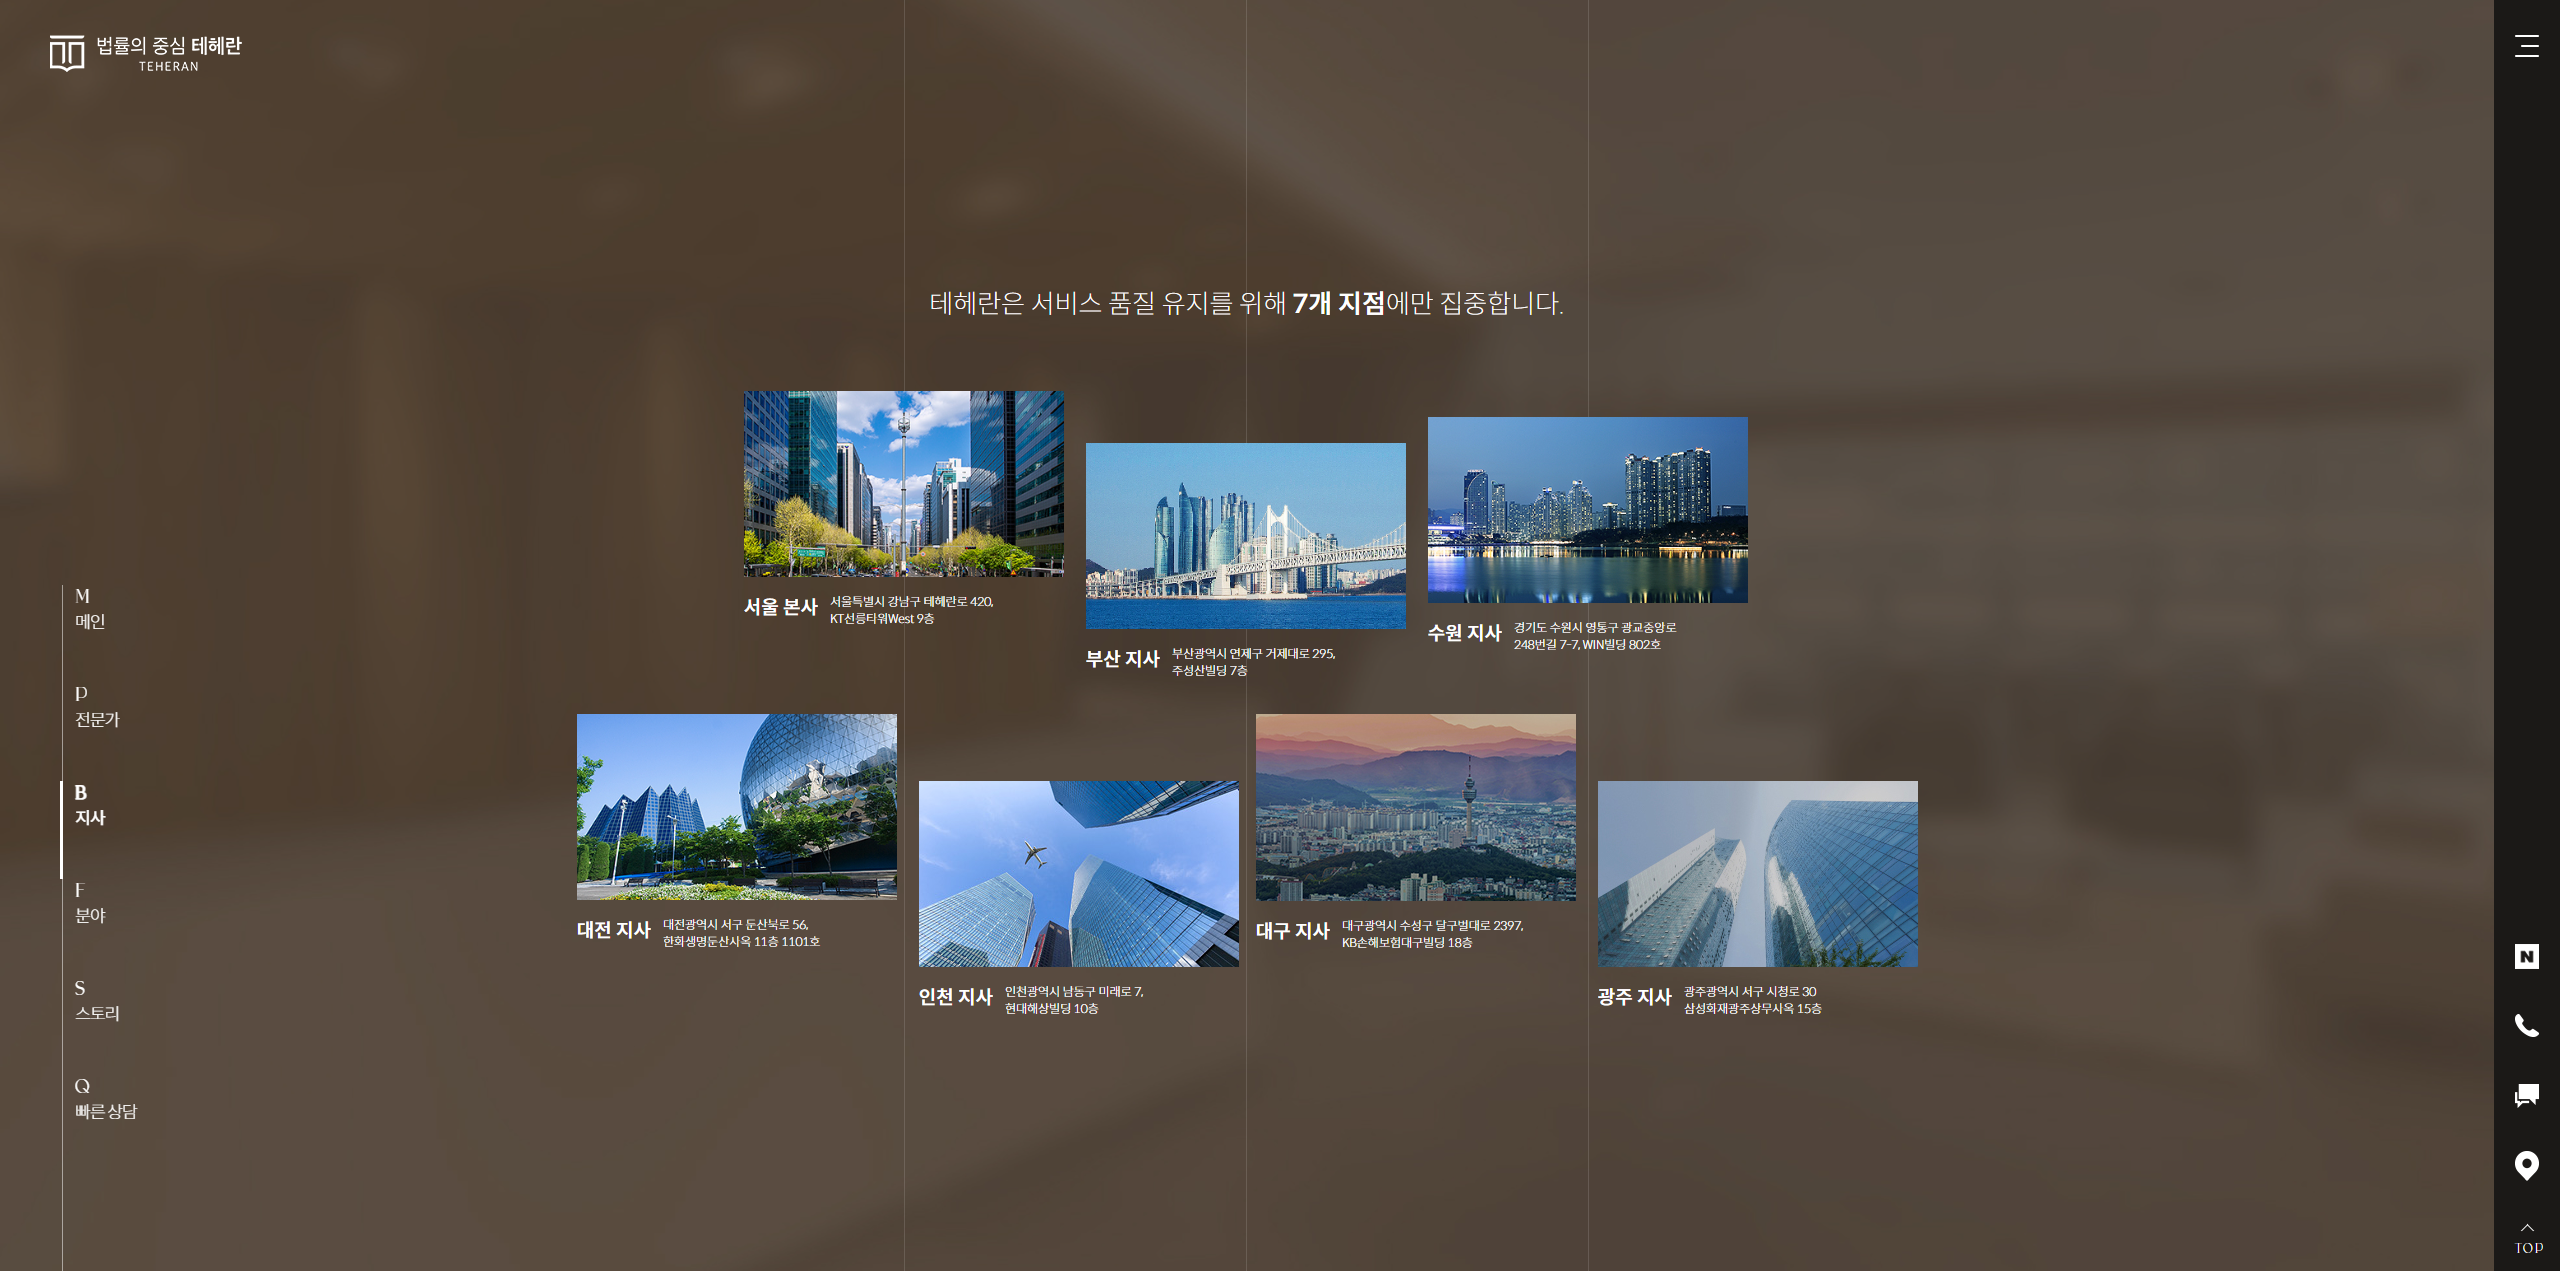 법률의 중심 테헤란
TEHERAN
테헤란은 서비스 품질 유지를 위해 7개 지점에만 집중합니다.
서울 본사
서울특별시 강남구 테헤란로 420,
KT선릉타워West 9층
부산 지사
부산광역시 연제구 거제대로 295,
주성산빌딩 7층
수원 지사
경기도 수원시 영통구 광교중앙로
248번길 7-7, WIN빌딩 802호
대전 지사
대전광역시 서구 둔산북로 56,
한화생명둔산사옥 11층 1101호
인천 지사
인천광역시 남동구 미래로 7,
현대해상빌딩 10층
대구 지사
대구광역시 수성구 달구벌대로 2397,
KB손해보험대구빌딩 18층
광주 지사
광주광역시 서구 시청로 30
삼성화재광주상무사옥 15층
M
메인
P
전문가
B
지사
F
분야
S
스토리
Q
빠른 상담
N
TOP